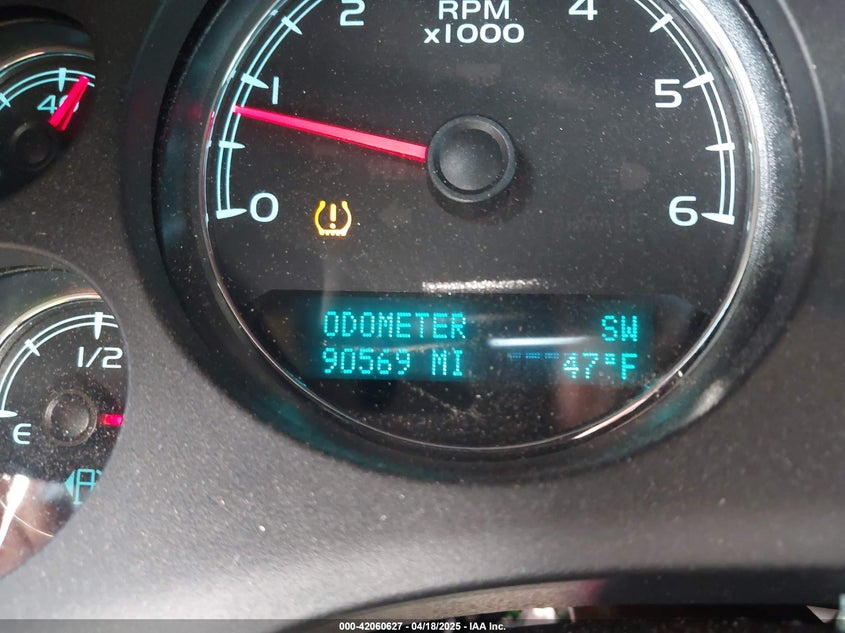 RPM
x1000
0
1
2
4
5
6
40
1/2
E
ODOMETER SW
90569 MI 47°F
000-42060627 - 04/18/2025 - IAA Inc.